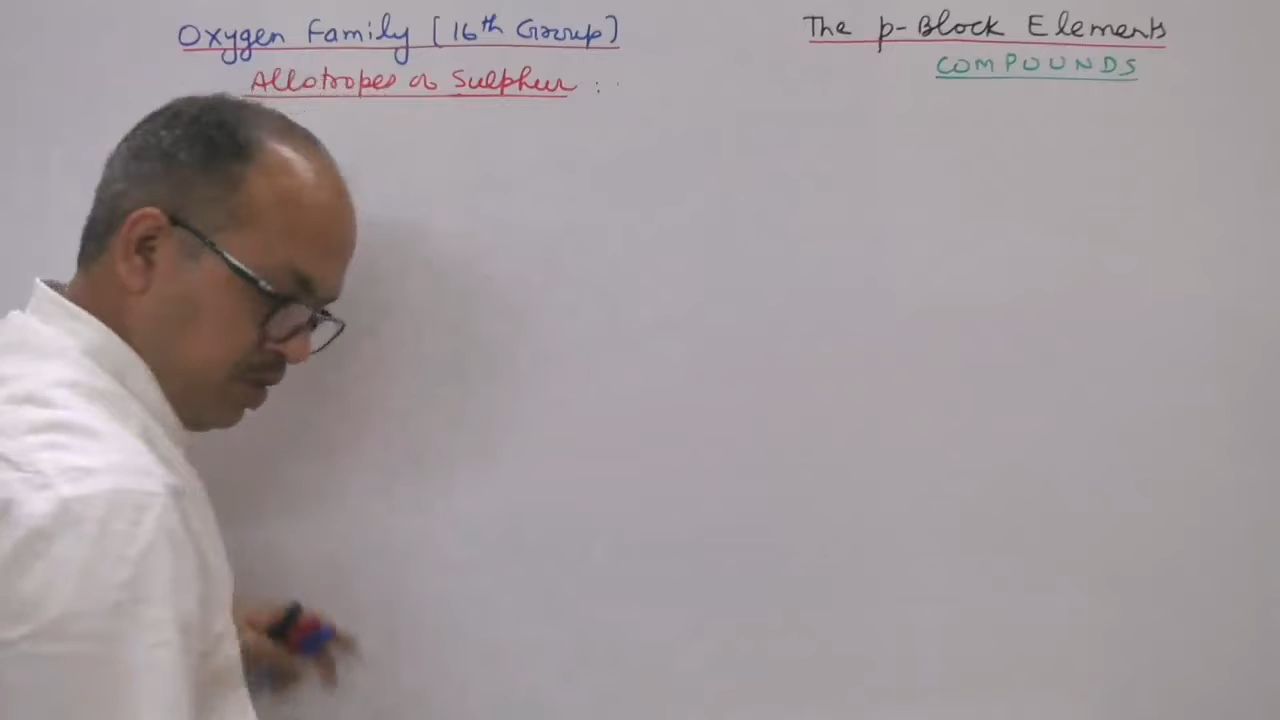 Oxygen Family [16th Group]
Allotropes of Sulphur :
The p-Block Elements
COMPOUNDS